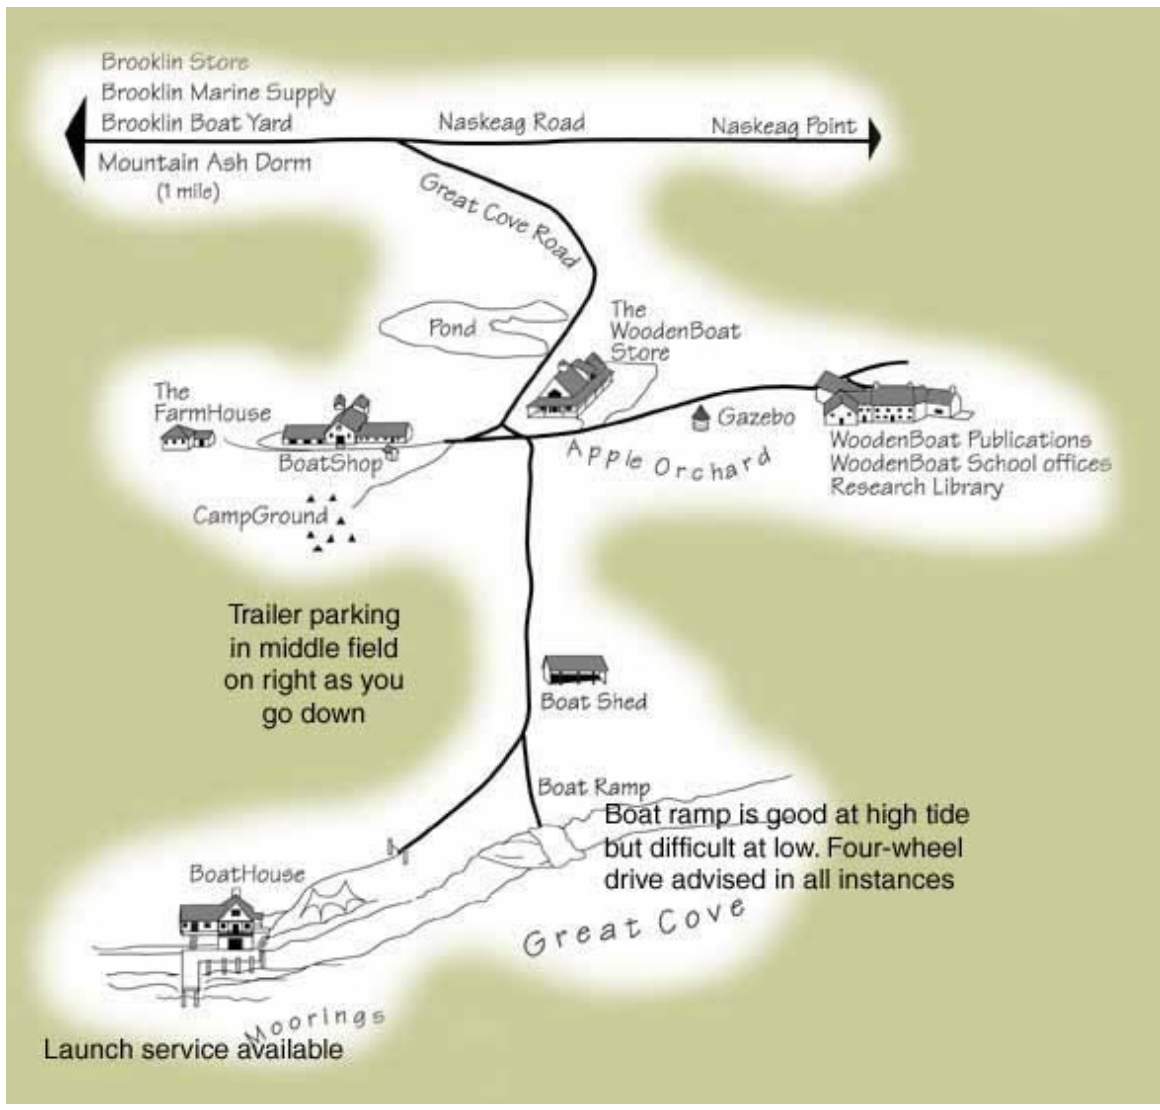 Brooklin Store
Brooklin Marine Supply
Brooklin Boat Yard
Naskeag Road
Naskeag Point
Mountain Ash Dorm
(1 mile)
Great Cove Road
Pond
The
WoodenBoat
Store
The
FarmHouse
BoatShop
Gazebo
Apple Orchard
WoodenBoat Publications
WoodenBoat School offices
Research Library
CampGround
Trailer parking
in middle field
on right as you
go down
Boat Shed
Boat Ramp
Boat ramp is good at high tide
but difficult at low. Four-wheel
drive advised in all instances
BoatHouse
Great Cove
Moorings
Launch service available